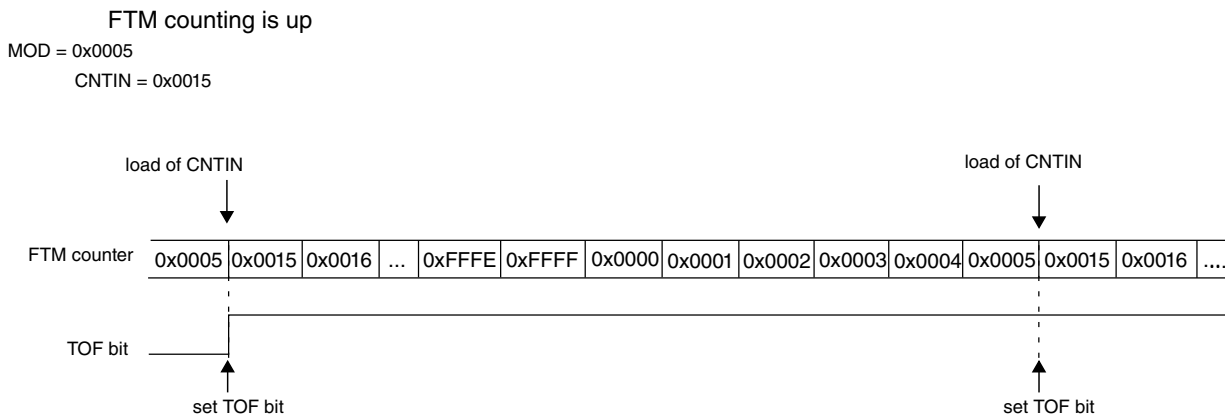 FTM counting is up
MOD = 0x0005
CNTIN = 0x0015
load of CNTIN load of CNTIN
FTM counter 0x0005 0x0015 0x0016 ... 0xFFFE 0xFFFF 0x0000 0x0001 0x0002 0x0003 0x0004 0x0005 0x0015 0x0016 ....
TOF bit
set TOF bit set TOF bit